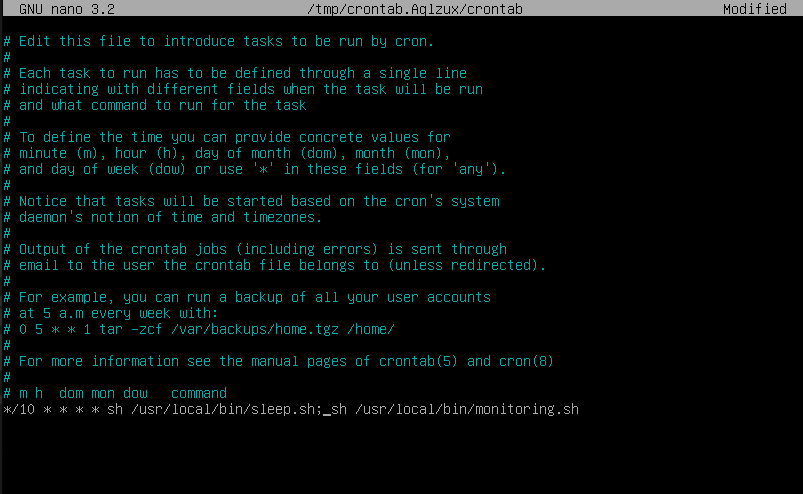 GNU nano 3.2 /tmp/crontab.Aqlzux/crontab Modified
# Edit this file to introduce tasks to be run by cron.
#
# Each task to run has to be defined through a single line
# indicating with different fields when the task will be run
# and what command to run for the task
#
# To define the time you can provide concrete values for
# minute (m), hour (h), day of month (dom), month (mon),
# and day of week (dow) or use '*' in these fields (for 'any').
#
# Notice that tasks will be started based on the cron's system
# daemon's notion of time and timezones.
#
# Output of the crontab jobs (including errors) is sent through
# email to the user the crontab file belongs to (unless redirected).
#
# For example, you can run a backup of all your user accounts
# at 5 a.m every week with:
# 0 5 * * 1 tar -zcf /var/backups/home.tgz /home/
#
# For more information see the manual pages of crontab(5) and cron(8)
#
# m h  dom mon dow   command
*/10 * * * * sh /usr/local/bin/sleep.sh; sh /usr/local/bin/monitoring.sh